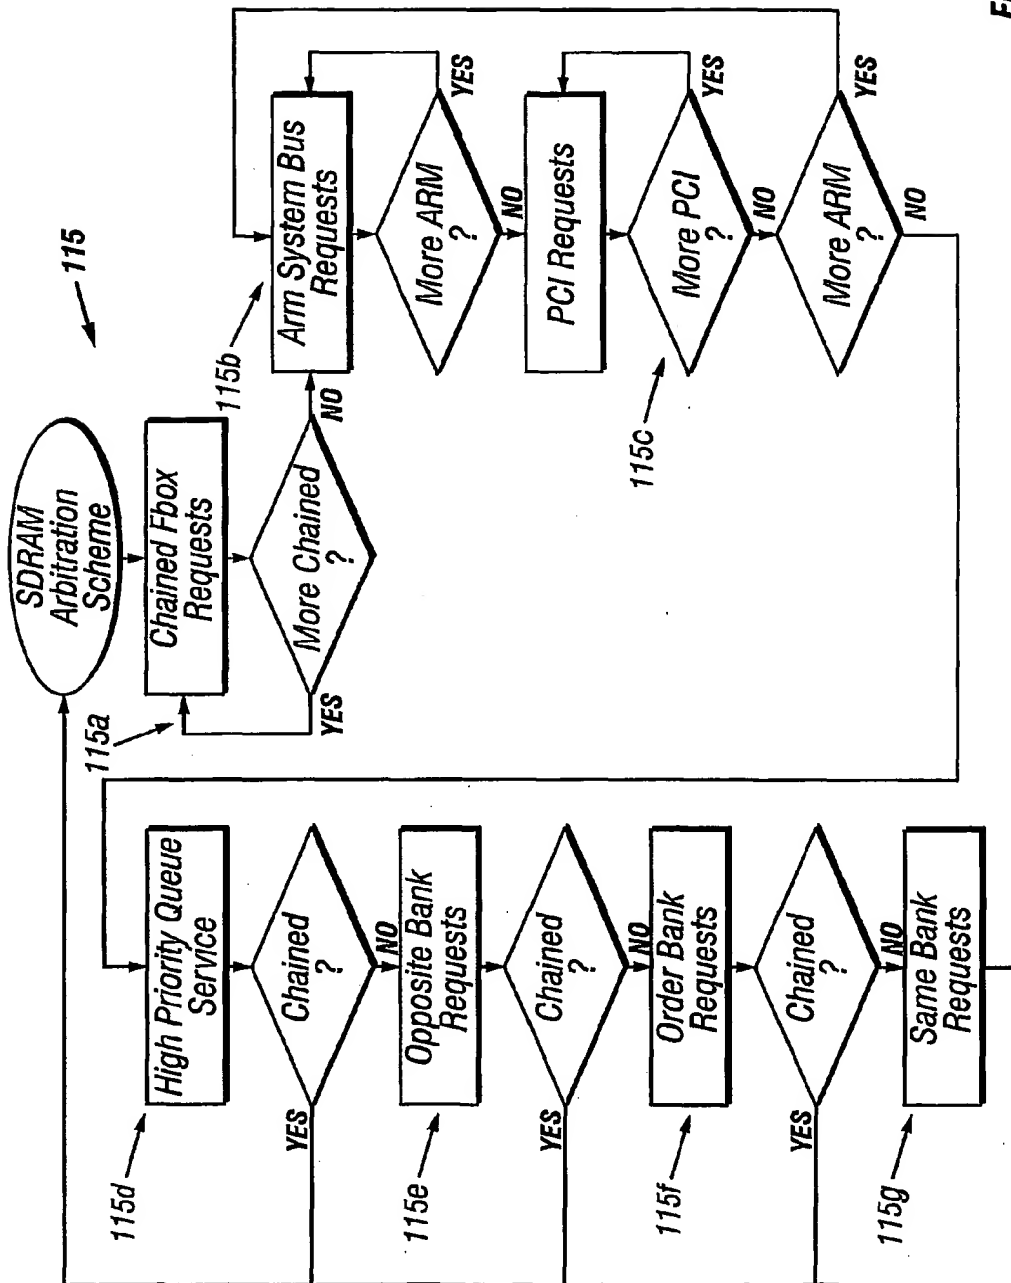 115
SDRAM
Arbitration
Scheme
115a
Chained Fbox
Requests
More Chained
?
YES
NO
115b
Arm System Bus
Requests
More ARM
?
YES
NO
PCI Requests
115c
More PCI
?
YES
NO
More ARM
?
YES
NO
115d
High Priority Queue
Service
Chained
?
YES
NO
115e
Opposite Bank
Requests
Chained
?
YES
NO
115f
Order Bank
Requests
Chained
?
YES
NO
115g
Same Bank
Requests